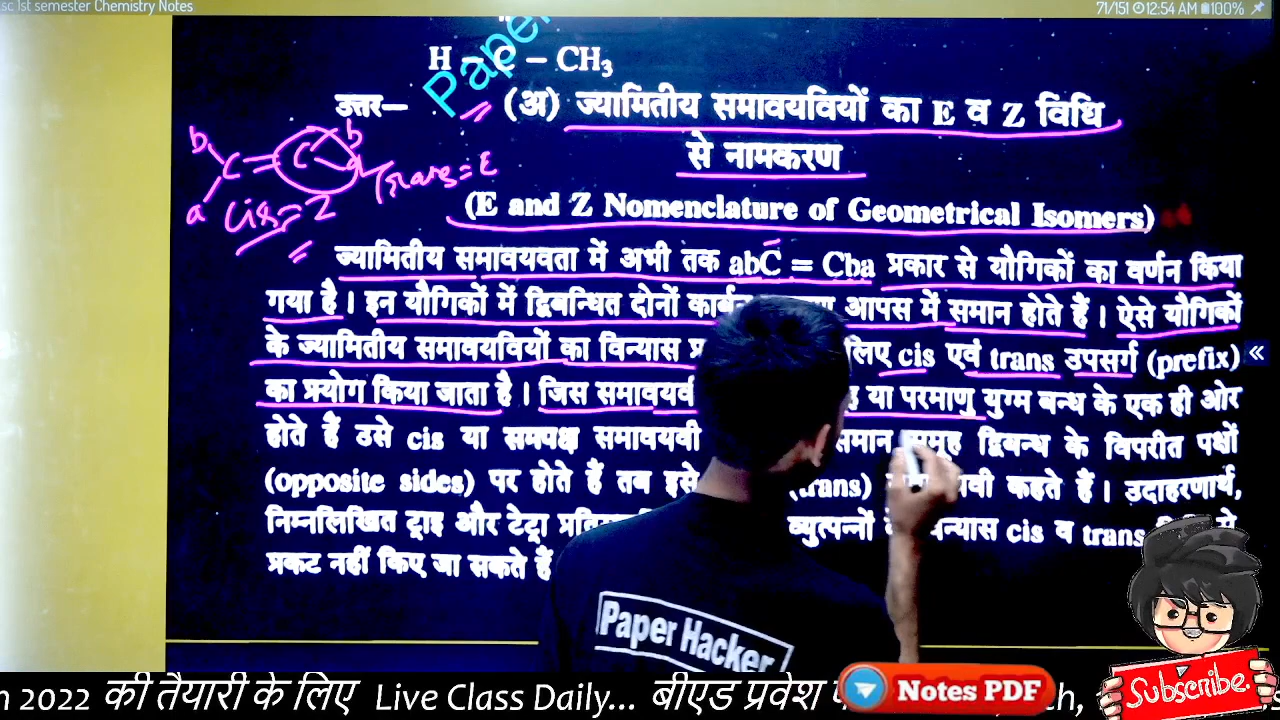 sc 1st semester Chemistry Notes
71/151 12:54 AM 100%
H - C - CH3
Paper
उत्तर— (अ) ज्यामितीय समावयवियों का E व Z विधि
से नामकरण
b C = C b
a
trans = E
cis = Z
(E and Z Nomenclature of Geometrical Isomers)
ज्यामितीय समावयवता में अभी तक abC = Cba प्रकार से यौगिकों का वर्णन किया
गया है। इन यौगिकों में द्विबन्धित दोनों आपस में समान होते हैं। ऐसे यौगिकों
के ज्यामितीय समावयवियों का विन्यास लिए cis एवं trans उपसर्ग (prefix)
का प्रयोग किया जाता है। जिस या परमाणु युग्म बन्ध के एक ही ओर
होते हैं उसे cis या समपक्ष समावयवी समान समूह द्विबन्ध के विपरीत पक्षों
(opposite sides) पर होते हैं तब इसे (trans) कहते हैं। उदाहरणार्थ,
निम्नलिखित ट्राइ और टेट्रा व्युत्पन्नों cis व trans
प्रकट नहीं किए जा सकते हैं
Paper Hacker
2022 की तैयारी के लिए Live Class Daily... बीएड प्रवेश
Notes PDF
Subscribe.